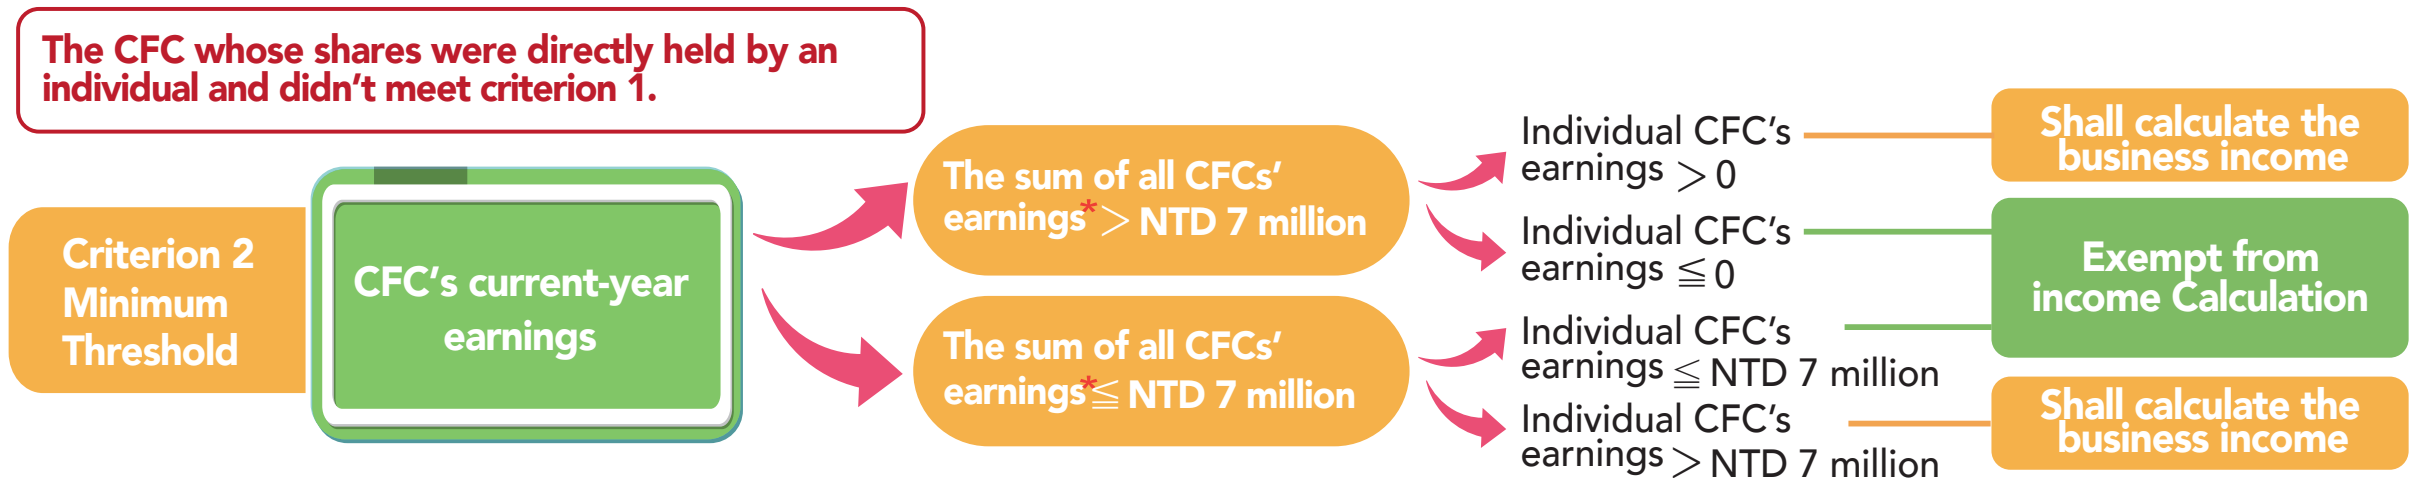 The CFC whose shares were directly held by an
individual and didn’t meet criterion 1.
Criterion 2
Minimum
Threshold
CFC’s current-year
earnings
The sum of all CFCs’
earnings*＞NTD 7 million
The sum of all CFCs’
earnings*≦NTD 7 million
Individual CFC’s
earnings ＞0
Individual CFC’s
earnings ≦0
Individual CFC’s
earnings ≦NTD 7 million
Individual CFC’s
earnings＞NTD 7 million
Shall calculate the
business income
Exempt from
income Calculation
Shall calculate the
business income